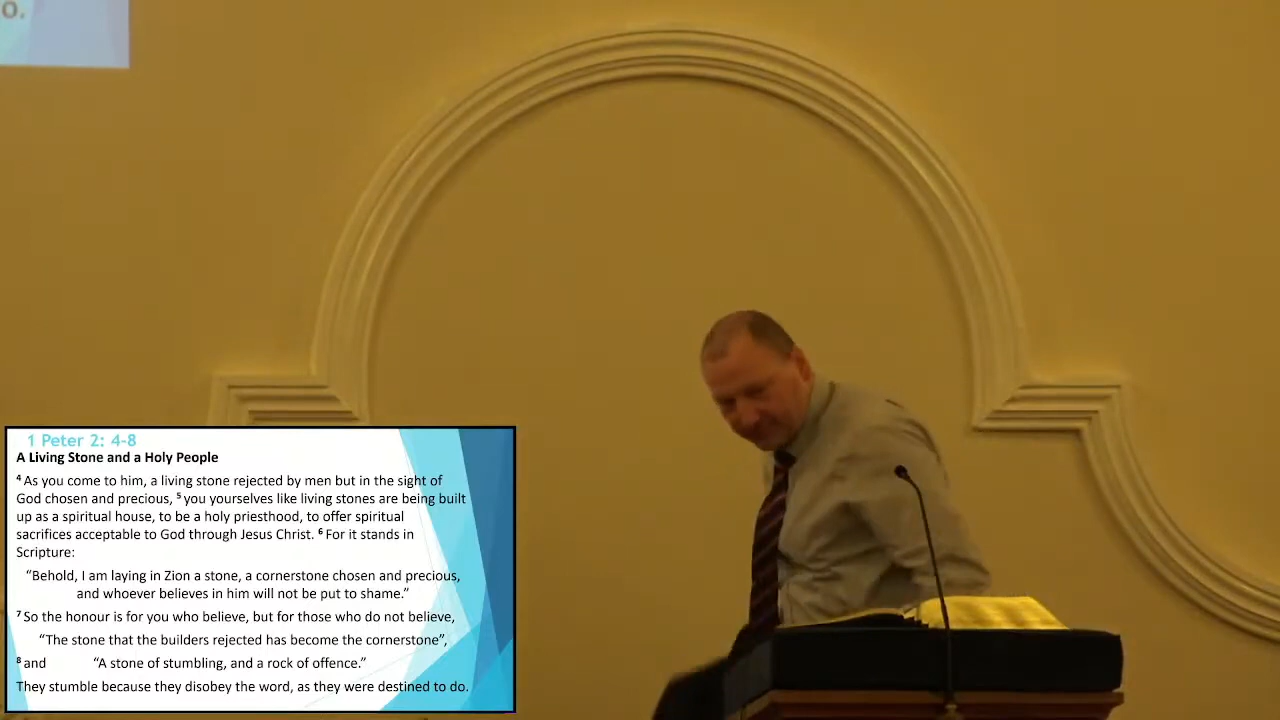 o.
1 Peter 2: 4-8
A Living Stone and a Holy People
⁴ As you come to him, a living stone rejected by men but in the sight of
God chosen and precious, ⁵ you yourselves like living stones are being built
up as a spiritual house, to be a holy priesthood, to offer spiritual
sacrifices acceptable to God through Jesus Christ. ⁶ For it stands in
Scripture:
“Behold, I am laying in Zion a stone, a cornerstone chosen and precious,
and whoever believes in him will not be put to shame.”
⁷ So the honour is for you who believe, but for those who do not believe,
“The stone that the builders rejected has become the cornerstone”,
⁸ and “A stone of stumbling, and a rock of offence.”
They stumble because they disobey the word, as they were destined to do.